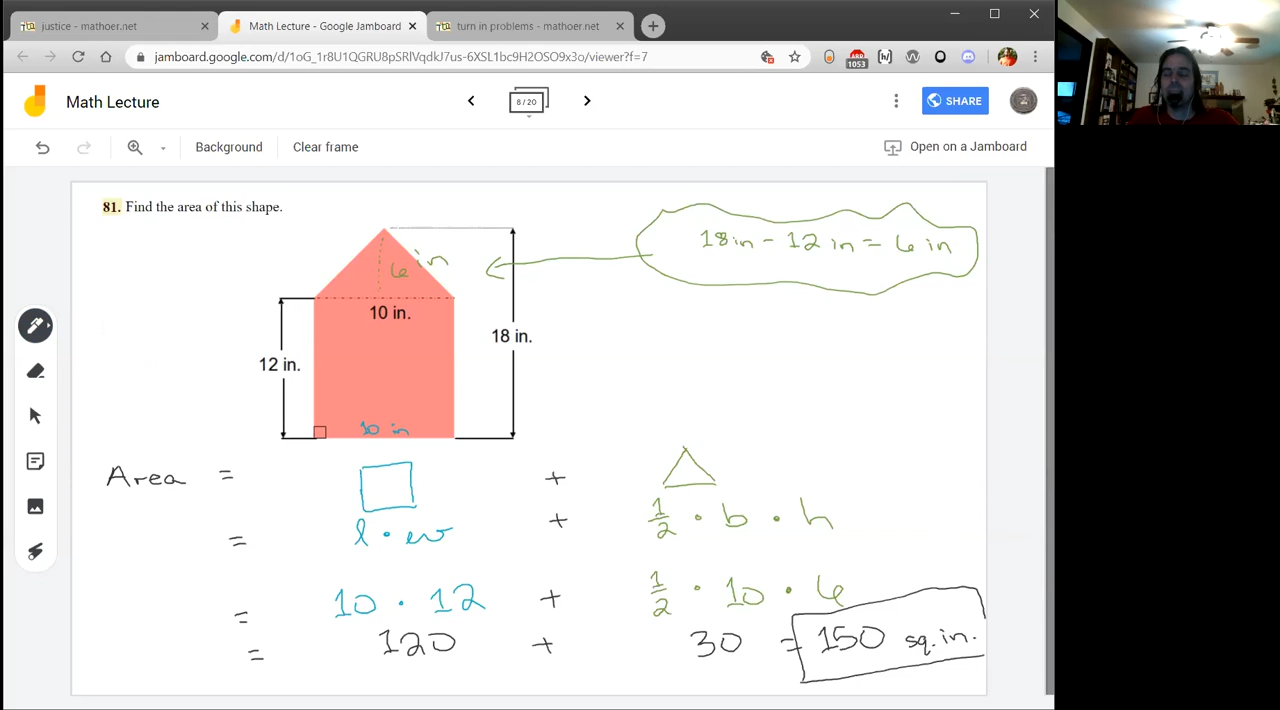 justice - mathoer.net
Math Lecture - Google Jamboard
turn in problems - mathoer.net
jamboard.google.com/d/1oG_1r8U1QGRU8pSRlVqdkJ7us-6XSL1bc9H2OSO9x3o/viewer?f=7
ABP
1053
Math Lecture
8 / 20
SHARE
Background
Clear frame
Open on a Jamboard
81. Find the area of this shape.
18 in - 12 in = 6 in
6 in
10 in.
18 in.
12 in.
10 in
Area = +
= l · w + 1/2 · b · h
= 10 · 12 + 1/2 · 10 · 6
= 120 + 30 = 150 sq. in.